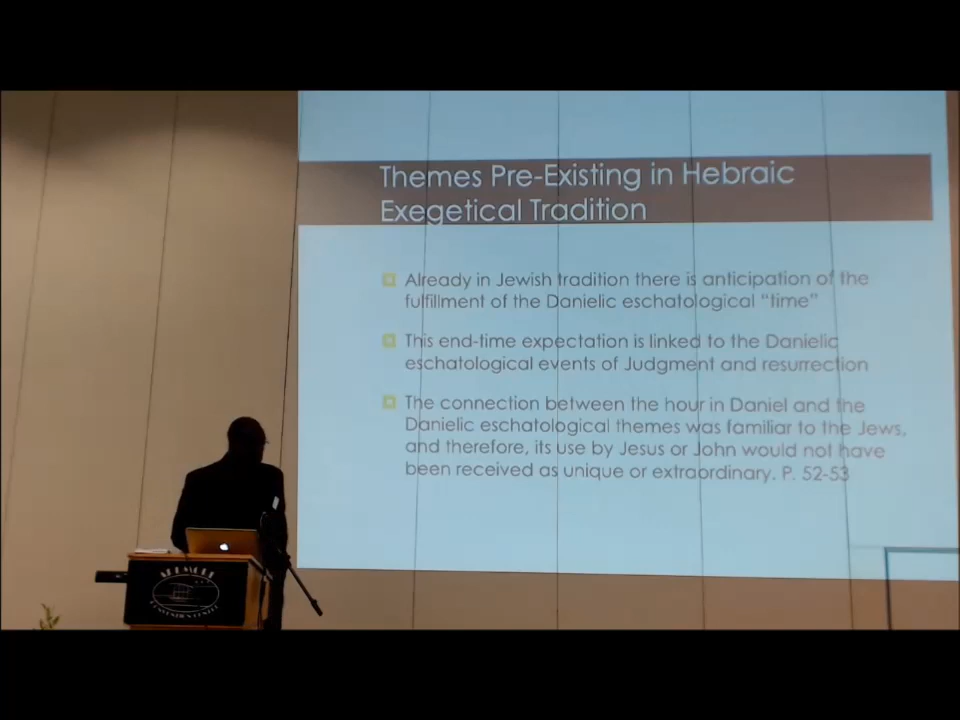 Themes Pre-Existing in Hebraic
Exegetical Tradition
Already in Jewish tradition there is anticipation of the
fulfillment of the Danielic eschatological “time”
This end-time expectation is linked to the Danielic
eschatological events of Judgment and resurrection
The connection between the hour in Daniel and the
Danielic eschatological themes was familiar to the Jews,
and therefore, its use by Jesus or John would not have
been received as unique or extraordinary. P. 52-53
CONVENTION CENTRE